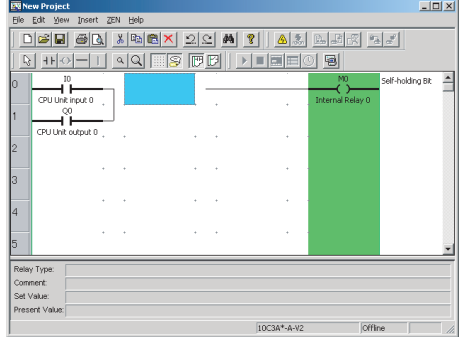 New Project
File Edit View Insert ZEN Help
0 I0 M0 Self-holding Bit
CPU Unit input 0 Internal Relay 0
1 Q0
CPU Unit output 0
2
3
4
5
Relay Type:
Comment:
Set Value:
Present Value:
10C3A*-A-V2 Offline